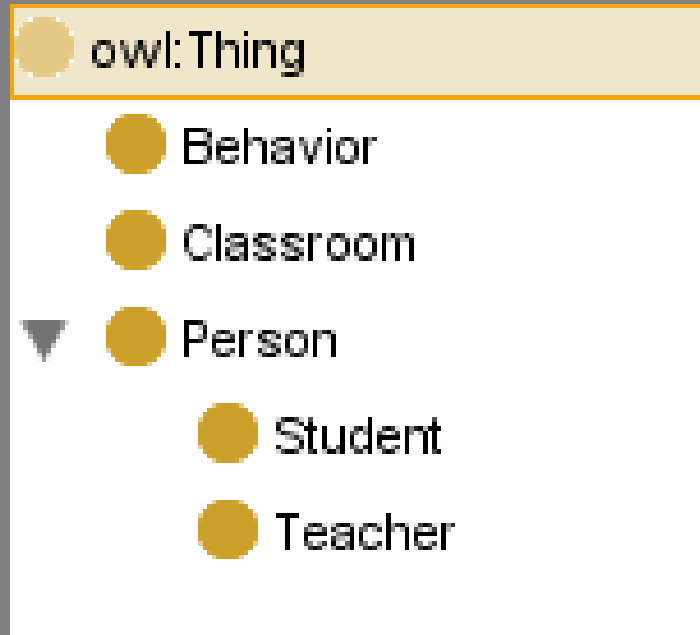 owl:Thing
Behavior
Classroom
Person
Student
Teacher